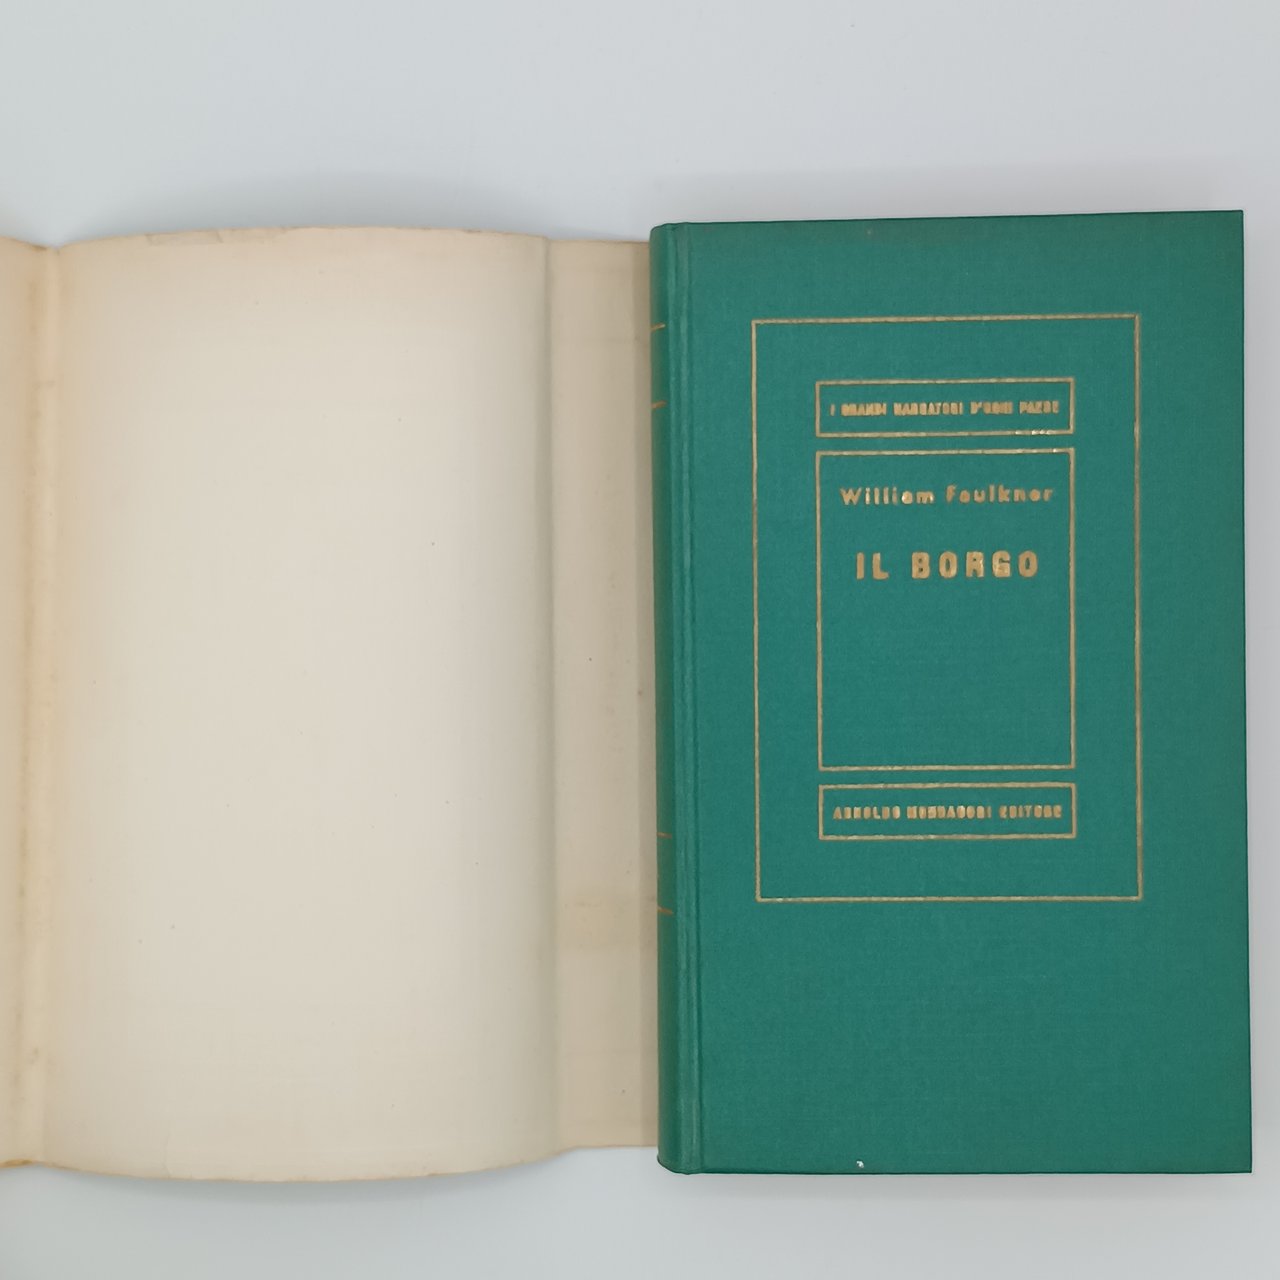 I GRANDI NARRATORI D'OGNI PAESE
William Faulkner
IL BORGO
ARNOLDO MONDADORI EDITORE